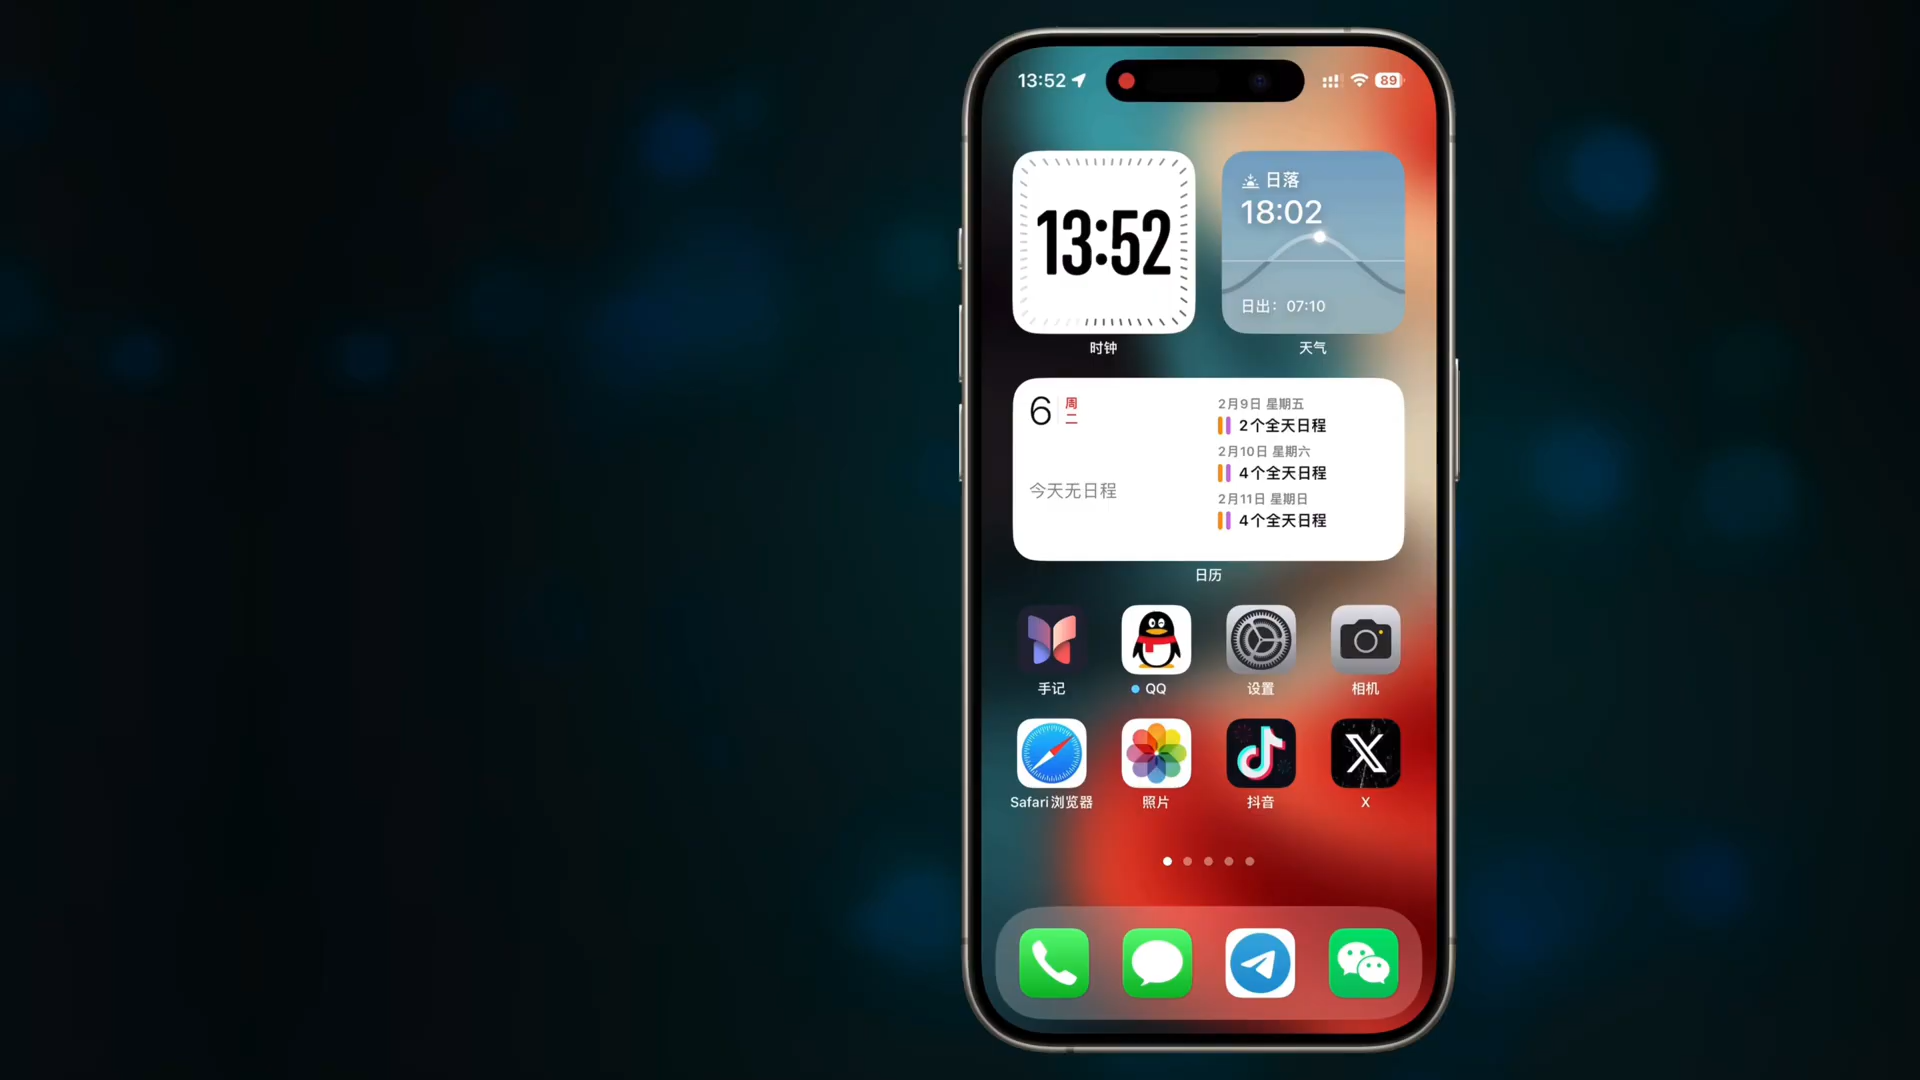 13:52
89
13:52
时钟
日落
18:02
日出：07:10
天气
6
周二
今天无日程
2月9日 星期五
2个全天日程
2月10日 星期六
4个全天日程
2月11日 星期日
4个全天日程
日历
手记
QQ
设置
相机
Safari浏览器
照片
抖音
X